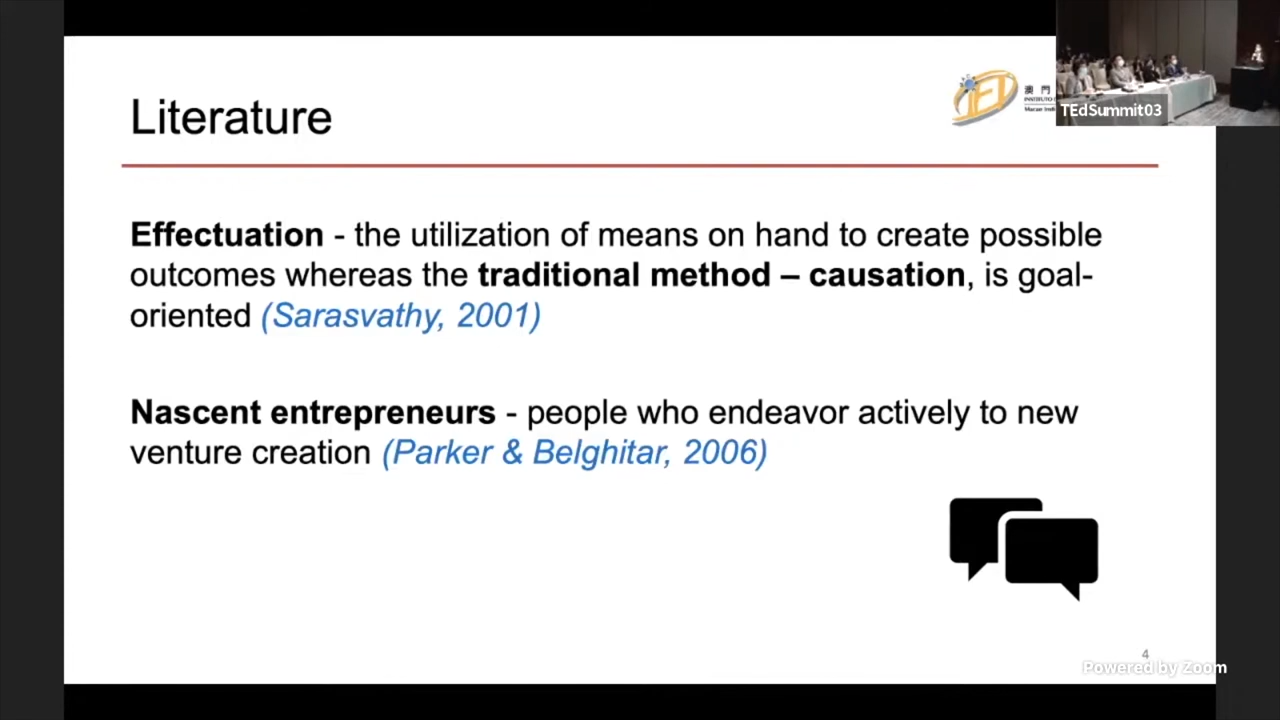 Literature
澳 門
TEdSummit03
Effectuation - the utilization of means on hand to create possible
outcomes whereas the traditional method – causation, is goal-
oriented (Sarasvathy, 2001)
Nascent entrepreneurs - people who endeavor actively to new
venture creation (Parker & Belghitar, 2006)
4
Powered by Zoom